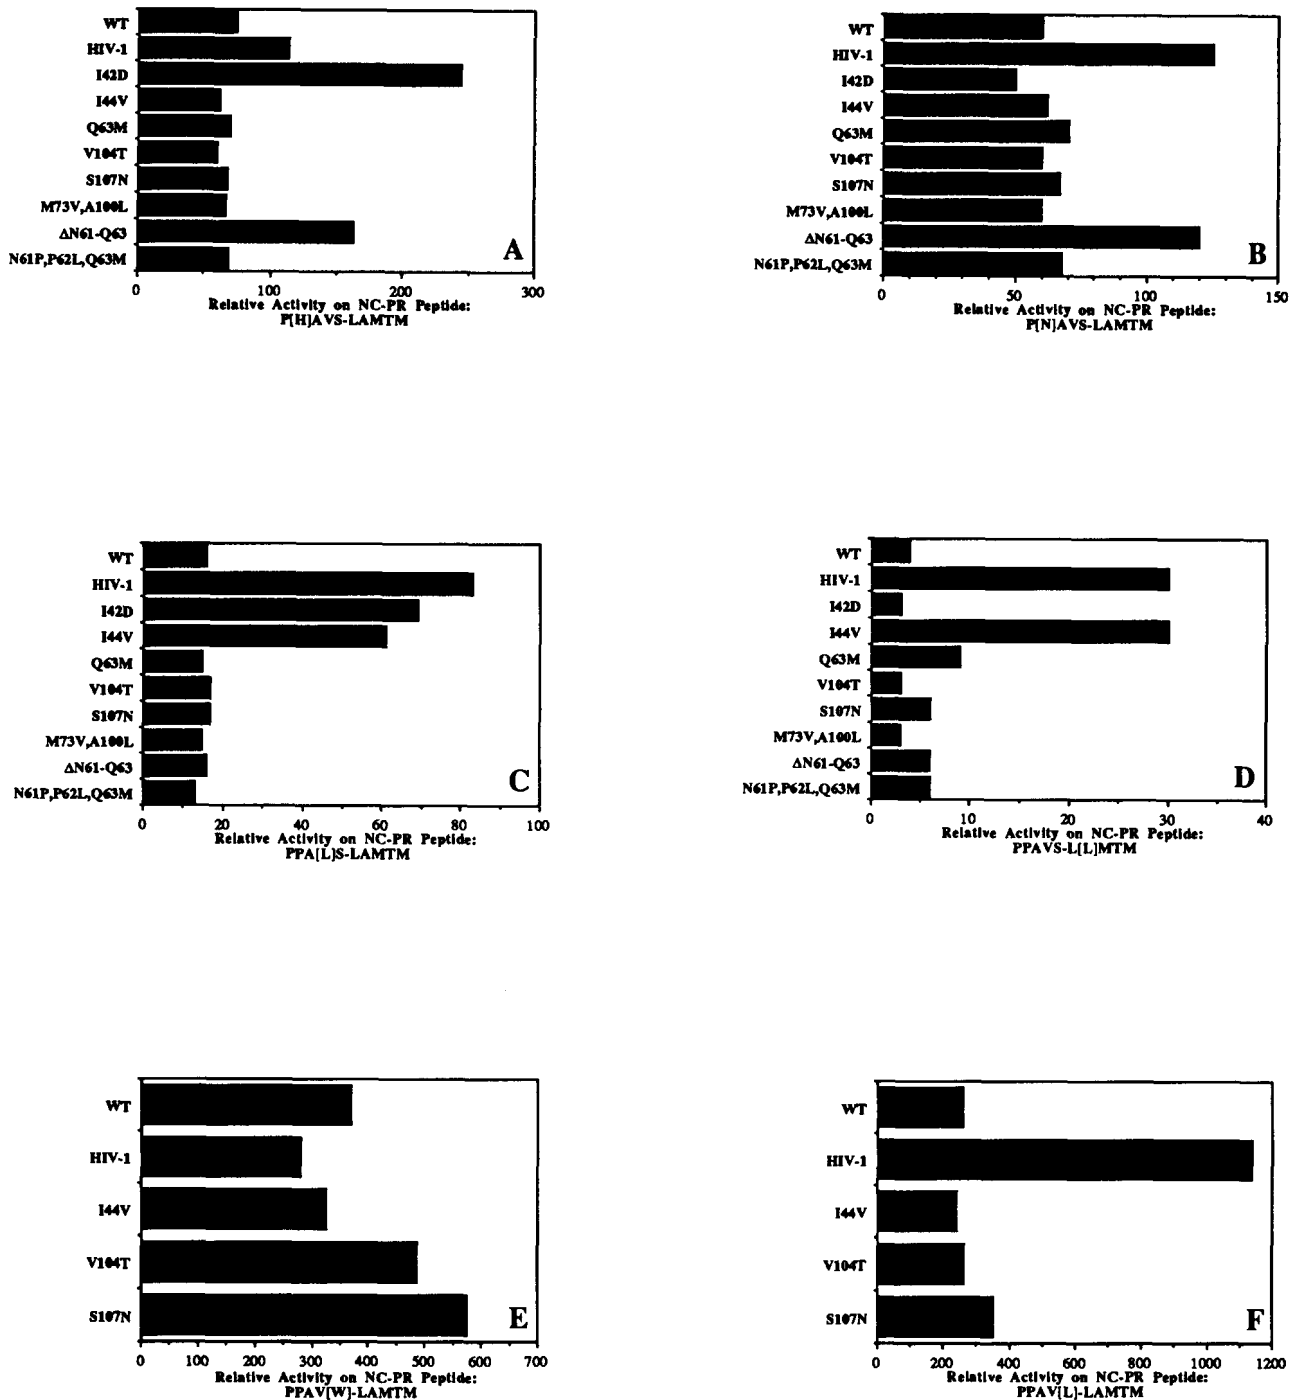 WT
HIV-1
I42D
I44V
Q63M
V104T
S107N
M73V,A100L
ΔN61-Q63
N61P,P62L,Q63M
A
0 100 200 300
Relative Activity on NC-PR Peptide:
P[H]AVS-LAMTM
WT
HIV-1
I42D
I44V
Q63M
V104T
S107N
M73V,A100L
ΔN61-Q63
N61P,P62L,Q63M
B
0 50 100 150
Relative Activity on NC-PR Peptide:
P[N]AVS-LAMTM
WT
HIV-1
I42D
I44V
Q63M
V104T
S107N
M73V,A100L
ΔN61-Q63
N61P,P62L,Q63M
C
0 20 40 60 80 100
Relative Activity on NC-PR Peptide:
PPA[L]S-LAMTM
WT
HIV-1
I42D
I44V
Q63M
V104T
S107N
M73V,A100L
ΔN61-Q63
N61P,P62L,Q63M
D
0 10 20 30 40
Relative Activity on NC-PR Peptide:
PPAVS-L[L]MTM
WT
HIV-1
I44V
V104T
S107N
E
0 100 200 300 400 500 600 700
Relative Activity on NC-PR Peptide:
PPAV[W]-LAMTM
WT
HIV-1
I44V
V104T
S107N
F
0 200 400 600 800 1000 1200
Relative Activity on NC-PR Peptide:
PPAV[L]-LAMTM